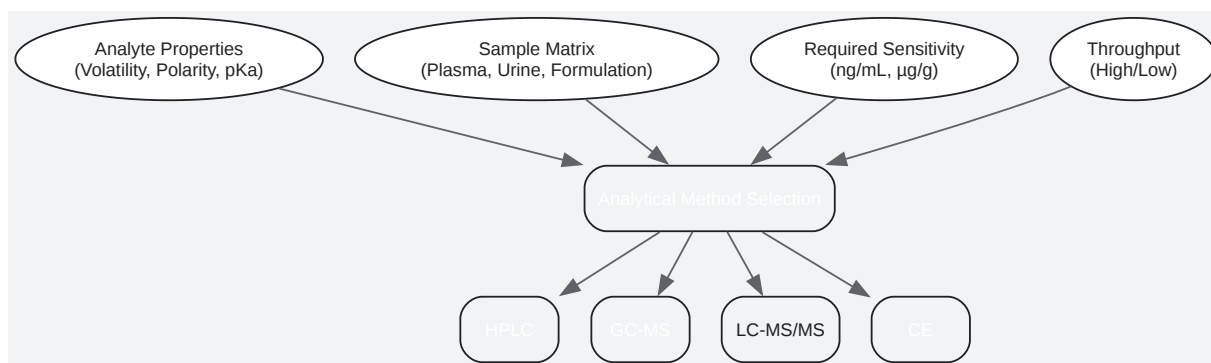 Analyte Properties
(Volatility, Polarity, pKa)
Sample Matrix
(Plasma, Urine, Formulation)
Required Sensitivity
(ng/mL, µg/g)
Throughput
(High/Low)
Analytical Method Selection
HPLC
GC-MS
LC-MS/MS
CE